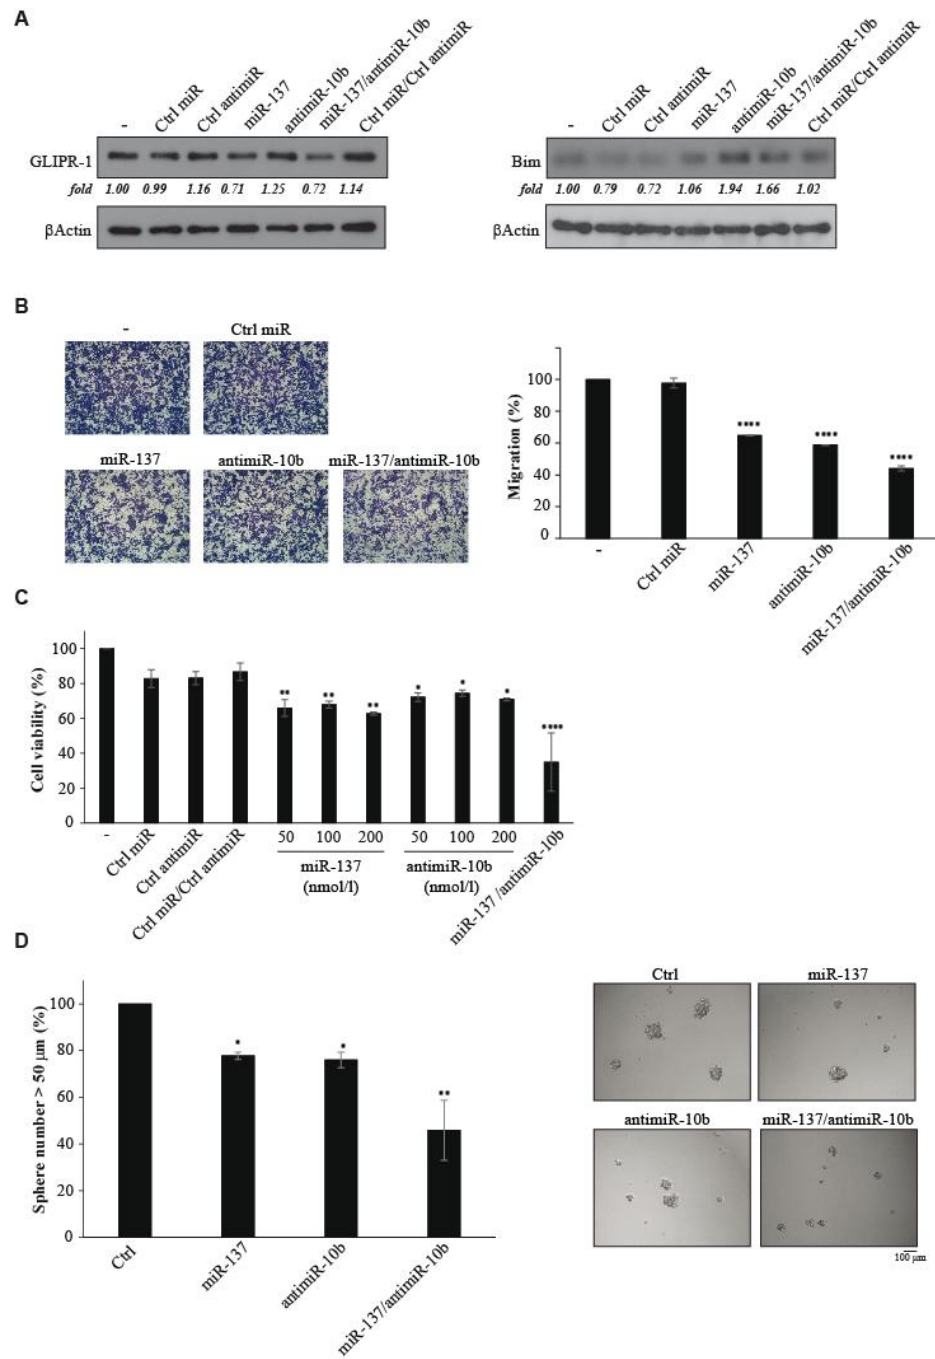 A
-
Ctrl miR
Ctrl antimiR
miR-137
antimiR-10b
miR-137/antimiR-10b
Ctrl miR/Ctrl antimiR
GLIPR-1
fold 1.00 0.99 1.16 0.71 1.25 0.72 1.14
βActin
-
Ctrl miR
Ctrl antimiR
miR-137
antimiR-10b
miR-137/antimiR-10b
Ctrl miR/Ctrl antimiR
Bim
fold 1.00 0.79 0.72 1.06 1.94 1.66 1.02
βActin
B
- Ctrl miR
miR-137 antimiR-10b miR-137/antimiR-10b
Migration (%)
100
80
60
40
20
0
**** **** ****
-
Ctrl miR
miR-137
antimiR-10b
miR-137/antimiR-10b
C
Cell viability (%)
100
80
60
40
20
0
** ** ** * * * ****
-
Ctrl miR
Ctrl antimiR
Ctrl miR/Ctrl antimiR
50 100 200 50 100 200
miR-137 antimiR-10b
(nmol/l) (nmol/l)
miR-137 /antimiR-10b
D
Sphere number > 50 μm (%)
100
80
60
40
20
0
* * **
Ctrl
miR-137
antimiR-10b
miR-137/antimiR-10b
Ctrl miR-137
antimiR-10b miR-137/antimiR-10b
100 μm